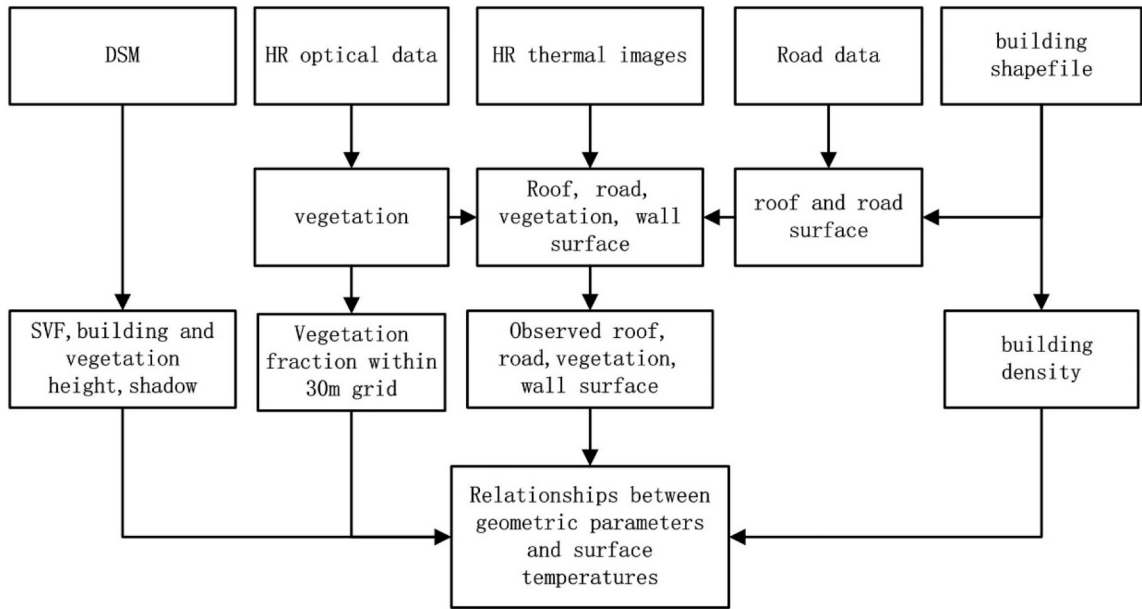 DSM
HR optical data
HR thermal images
Road data
building
shapefile
vegetation
Roof, road,
vegetation, wall
surface
roof and road
surface
SVF,building and
vegetation
height,shadow
Vegetation
fraction within
30m grid
Observed roof,
road,vegetation,
wall surface
building
density
Relationships between
geometric parameters
and surface
temperatures